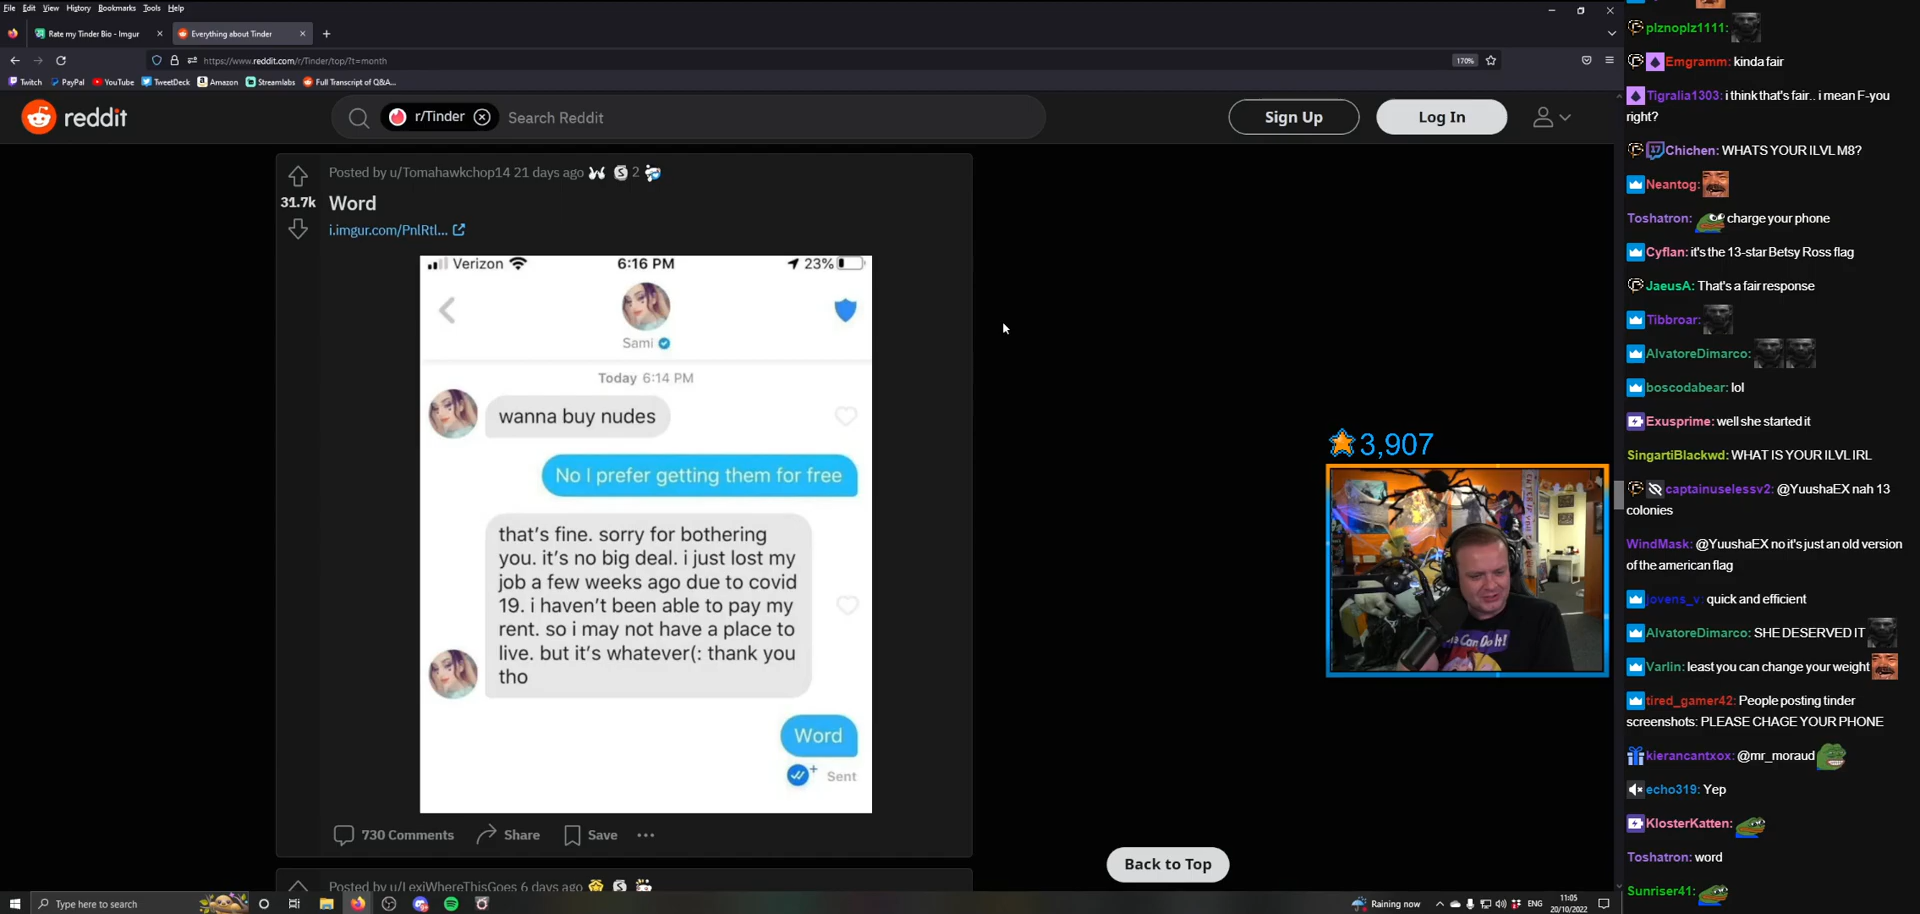 File Edit View History Bookmarks Tools Help
Rate my Tinder Bio - Imgur
Everything about Tinder
https://www.reddit.com/r/Tinder/top/?t=month
170%
Twitch PayPal YouTube TweetDeck Amazon Streamlabs Full Transcript of Q&A...
reddit
r/Tinder
Search Reddit
Sign Up
Log In
Posted by u/Tomahawkchop14 21 days ago
2
31.7k
Word
i.imgur.com/PnlRtl...
Verizon
6:16 PM
23%
Sami
Today 6:14 PM
wanna buy nudes
No I prefer getting them for free
that's fine. sorry for bothering
you. it's no big deal. i just lost my
job a few weeks ago due to covid
19. i haven't been able to pay my
rent. so i may not have a place to
live. but it's whatever(: thank you
tho
Word
Sent
730 Comments
Share
Save
Back to Top
Posted by u/LexiWhereThisGoes 6 days ago
3,907
Can Do It!
plznoplz1111:
Emgramm: kinda fair
Tigralia1303: i think that's fair.. i mean F-you
right?
Chichen: WHATS YOUR ILVL M8?
Neantog:
Toshatron: charge your phone
Cyflan: it's the 13-star Betsy Ross flag
JaeusA: That's a fair response
Tibbroar:
AlvatoreDimarco:
boscodabear: lol
Exusprime: well she started it
SingartiBlackwd: WHAT IS YOUR ILVL IRL
captainuselessv2: @YuushaEX nah 13
colonies
WindMask: @YuushaEX no it's just an old version
of the american flag
jovens_v: quick and efficient
AlvatoreDimarco: SHE DESERVED IT
Varlin: least you can change your weight
tired_gamer42: People posting tinder
screenshots: PLEASE CHAGE YOUR PHONE
kierancantxox: @mr_moraud
echo319: Yep
KlosterKatten:
Toshatron: word
Sunriser41:
Type here to search
Raining now
ENG
11:05
20/10/2022